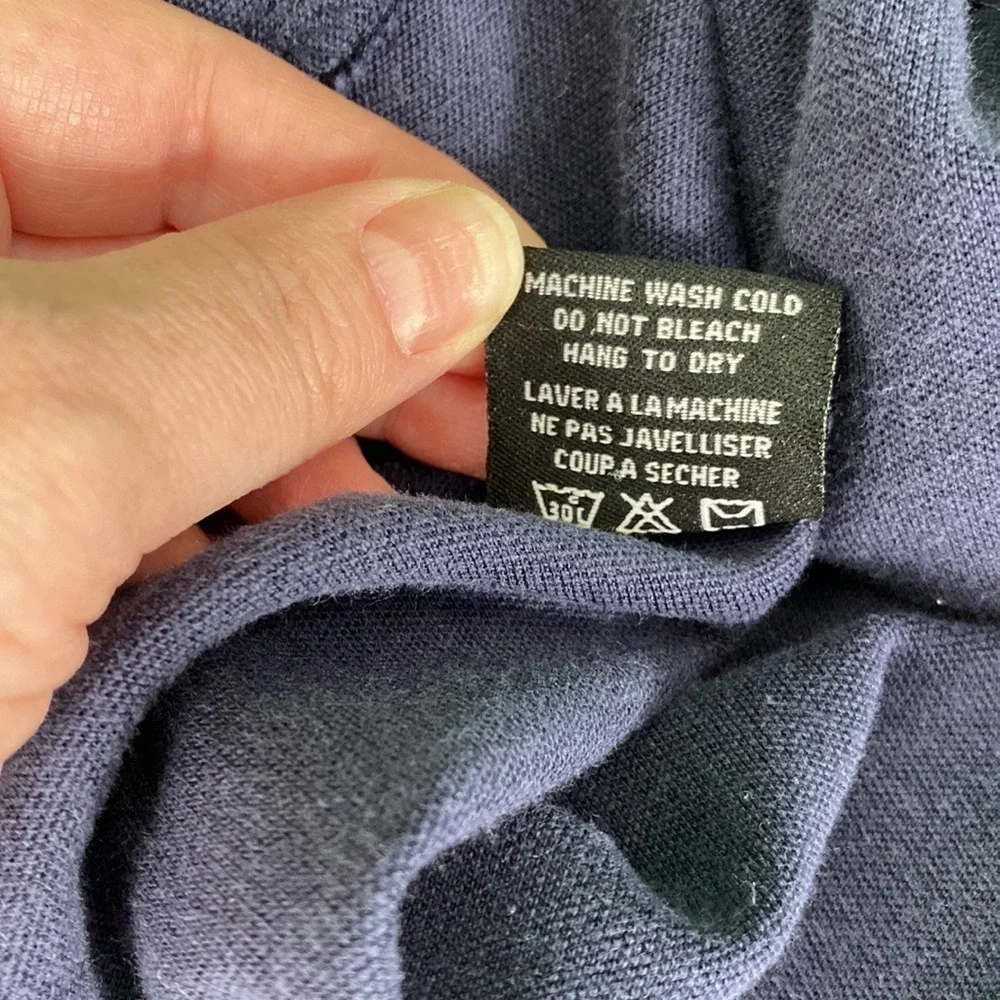 MACHINE WASH COLD
DO NOT BLEACH
HANG TO DRY
LAVER A LA MACHINE
NE PAS JAVELLISER
COUP,A SECHER
30